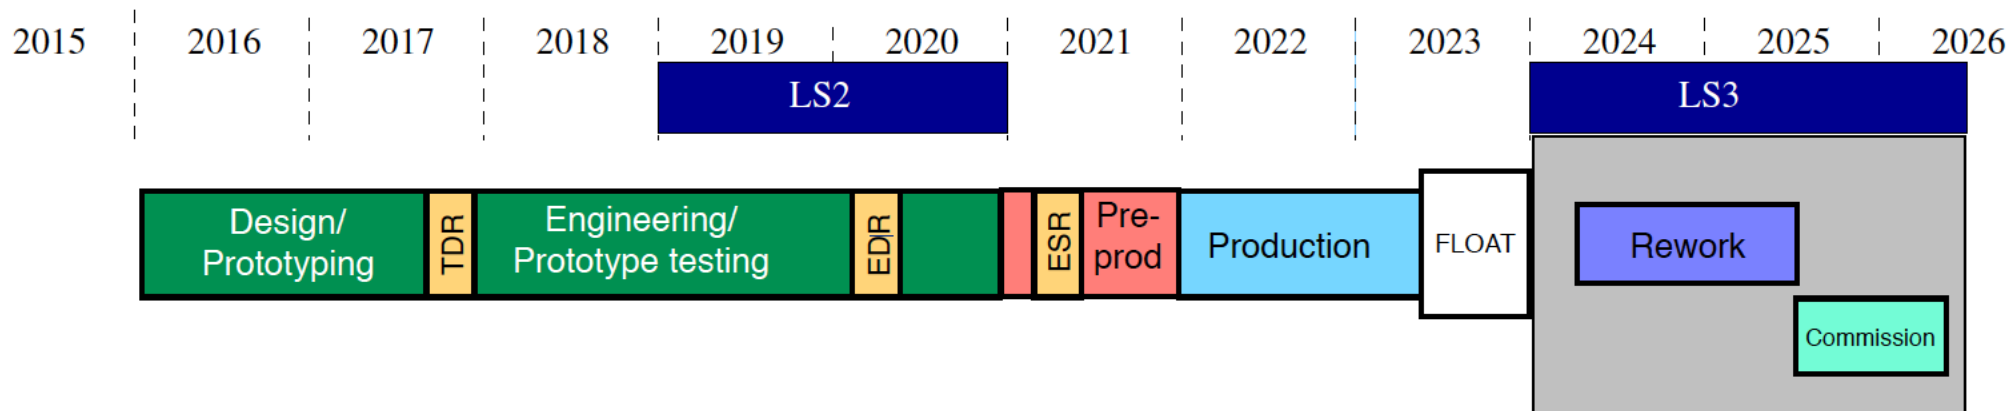 2015 2016 2017 2018 2019 2020 2021 2022 2023 2024 2025 2026
LS2 LS3
Design/
Prototyping
TDR
Engineering/
Prototype testing
EDR
ESR
Pre-
prod
Production
FLOAT
Rework
Commission